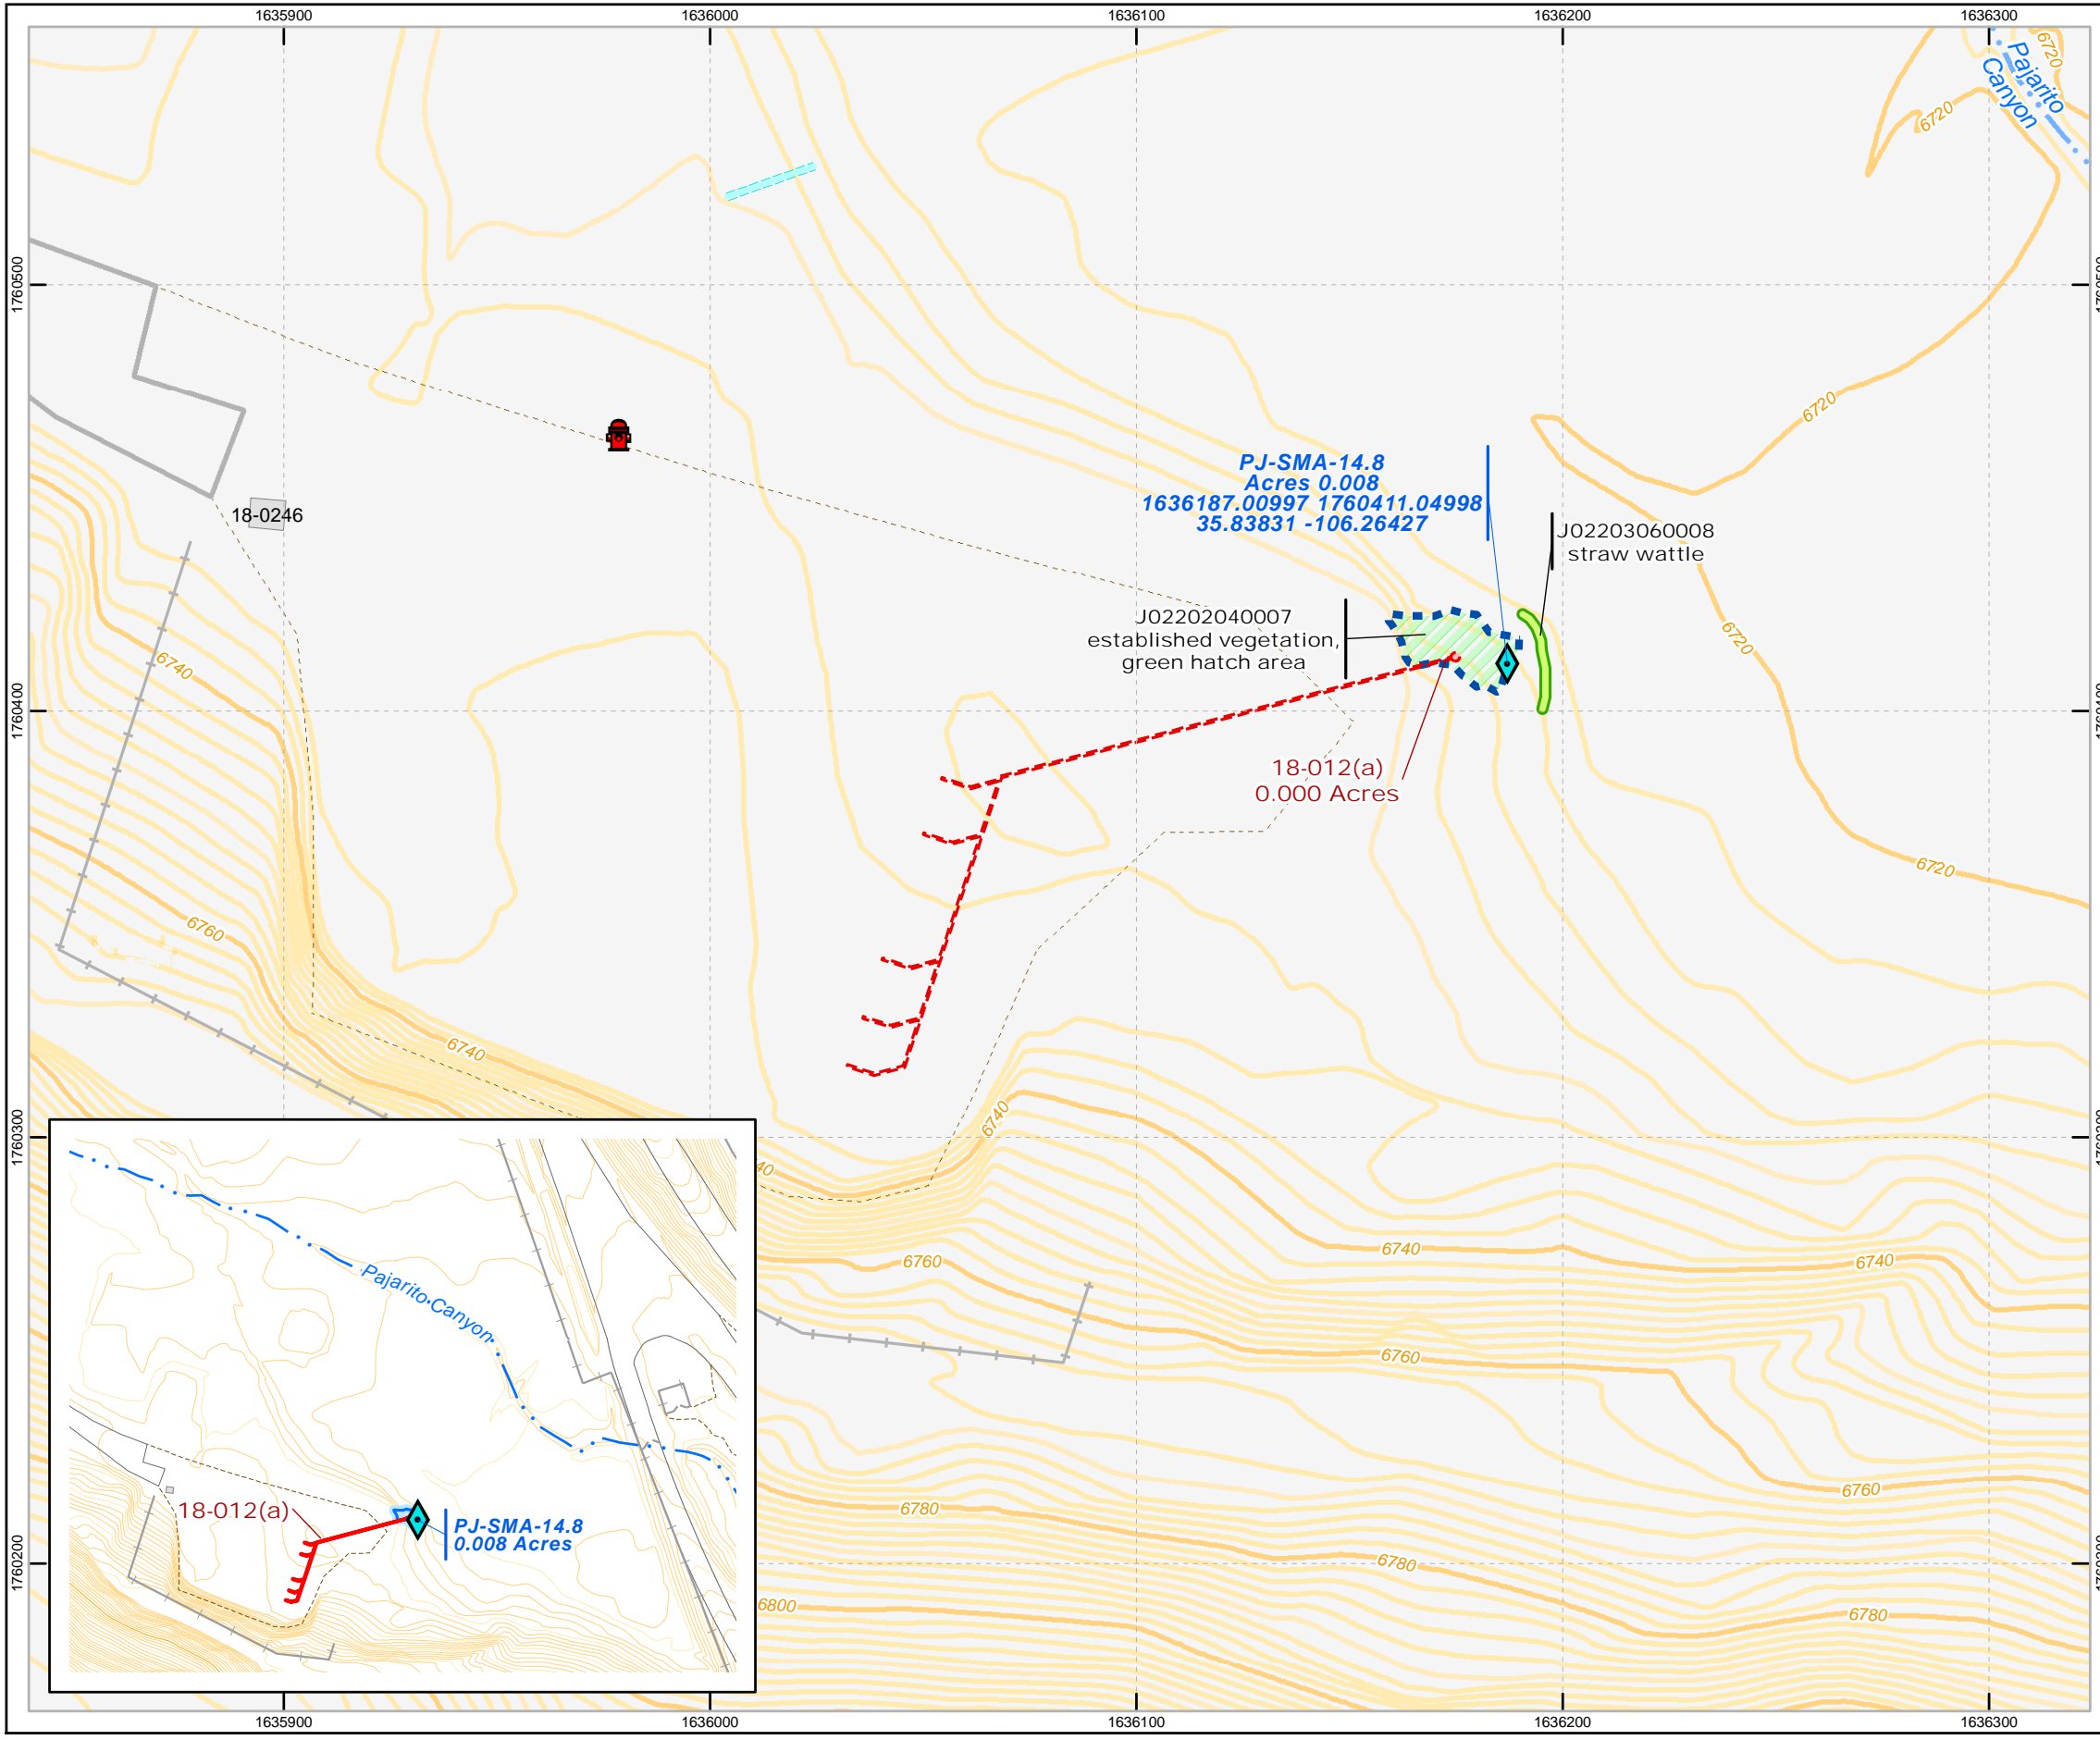 1635900
1636000
1636100
1636200
1636300
6720
Pajarito
Canyon
6720
1760500
6720
PJ-SMA-14.8
Acres 0.008
1636187.00997 1760411.04998
35.83831 -106.26427
18-0246
J02203060008
straw wattle
J02202040007
established vegetation,
green hatch area
6720
6740
1760400
18-012(a)
0.000 Acres
6720
6760
6740
6740
1760300
40
6740
6740
6760
Pajarito Canyon
6760
6760
18-012(a)
PJ-SMA-14.8
0.008 Acres
6780
1760200
6780
6800
6780
1635900
1636000
1636100
1636200
1636300